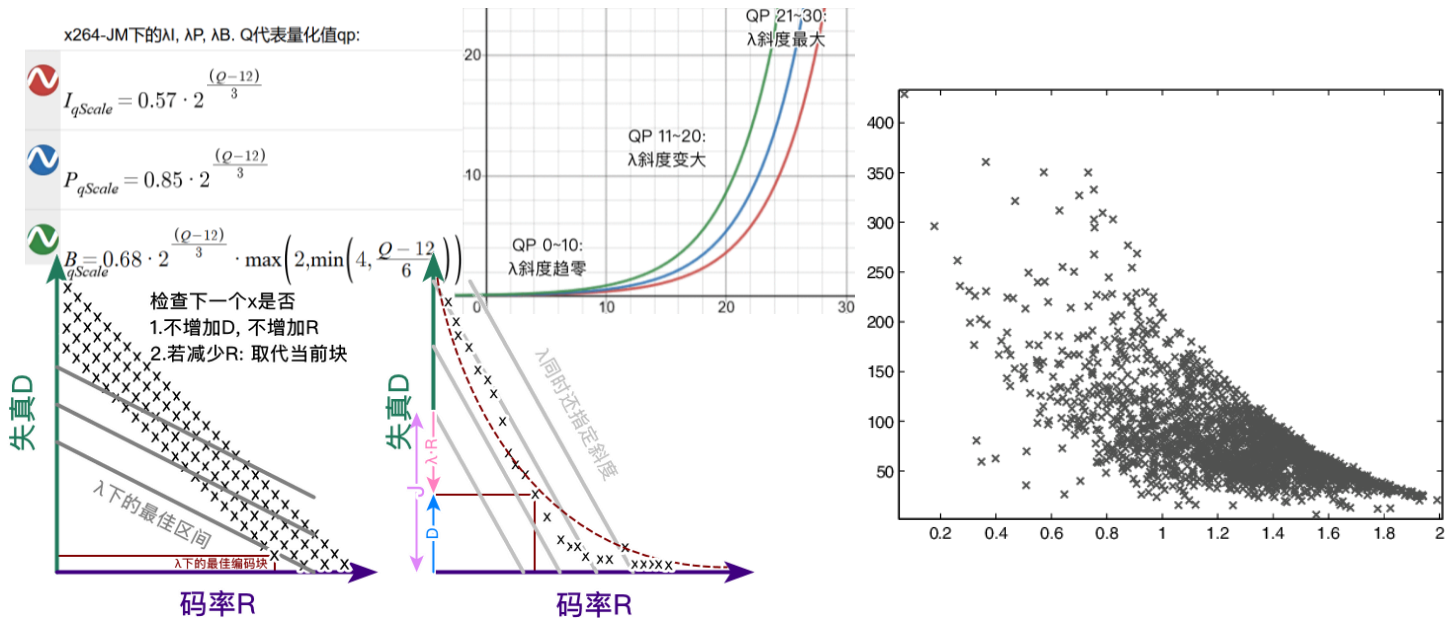 x264-JM下的λI, λP, λB. Q代表量化值qp:
I_qScale = 0.57 · 2^((Q−12)/3)
P_qScale = 0.85 · 2^((Q−12)/3)
B_qScale = 0.68 · 2^((Q−12)/3) · max(2,min(4,(Q−12)/6))
20
10
0
10
20
30
QP 21~30:
λ斜度最大
QP 11~20:
λ斜度变大
QP 0~10:
λ斜度趋零
检查下一个x是否
1.不增加D, 不增加R
2.若减少R: 取代当前块
失真D
λ下的最佳区间
λ下的最佳编码块
码率R
失真D
λ同时还指定斜度
λ·R
J
D
码率R
400
350
300
250
200
150
100
50
0.2
0.4
0.6
0.8
1
1.2
1.4
1.6
1.8
2